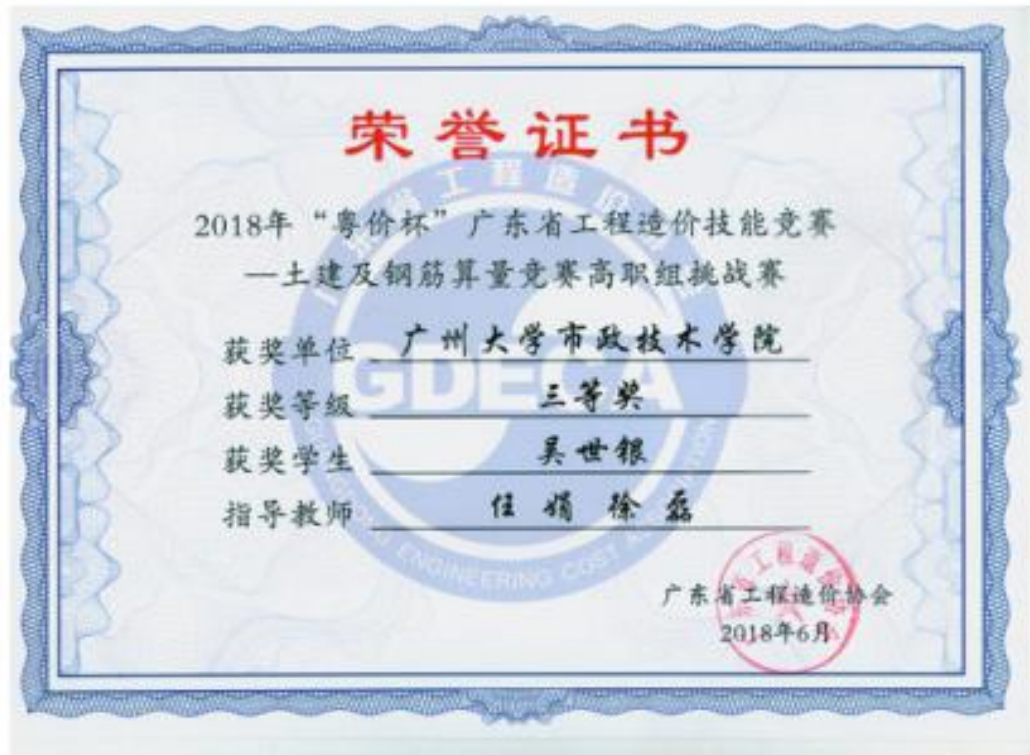 荣誉证书
2018年“粤价杯”广东省工程造价技能竞赛
—土建及钢筋算量竞赛高职组挑战赛
获奖单位 广州大学市政技术学院
获奖等级 三等奖
获奖学生 吴世银
指导教师 任娟 徐磊
GDECA
ENGINEERING COST
广东省工程造价协会
2018年6月